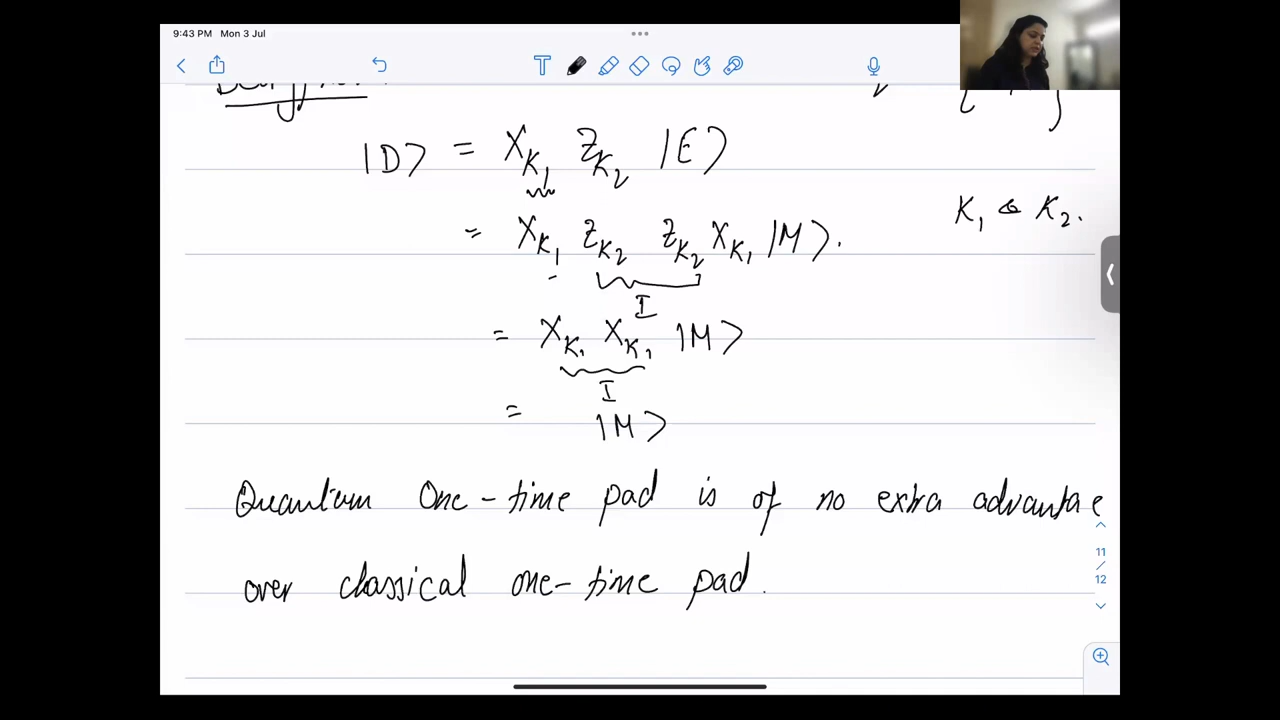 9:43 PM Mon 3 Jul
|D⟩ = X_{K_1} Z_{K_2} |E⟩
K_1 & K_2.
= X_{K_1} Z_{K_2} Z_{K_2} X_{K_1} |M⟩.
I
= X_{K_1} X_{K_1} |M⟩
I
= |M⟩
Quantum One-time pad is of no extra advantage
over classical one-time pad.
11
/
12